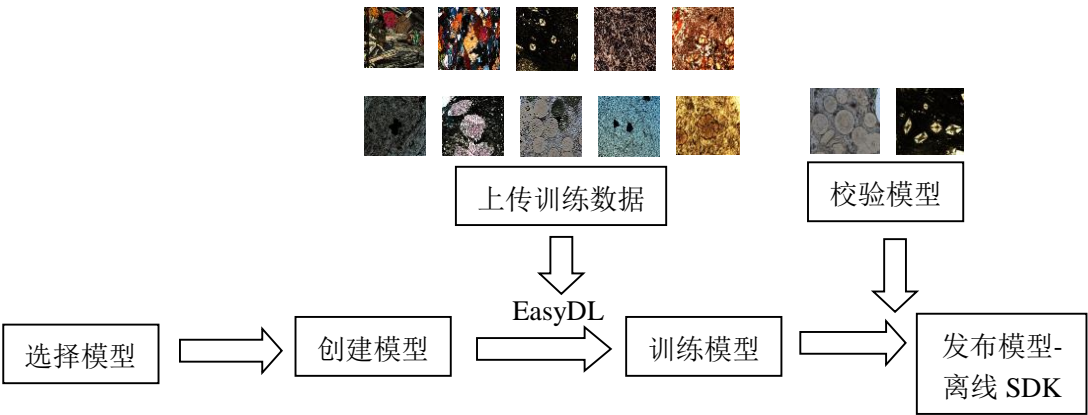 上传训练数据
校验模型
EasyDL
选择模型
创建模型
训练模型
发布模型-
离线 SDK